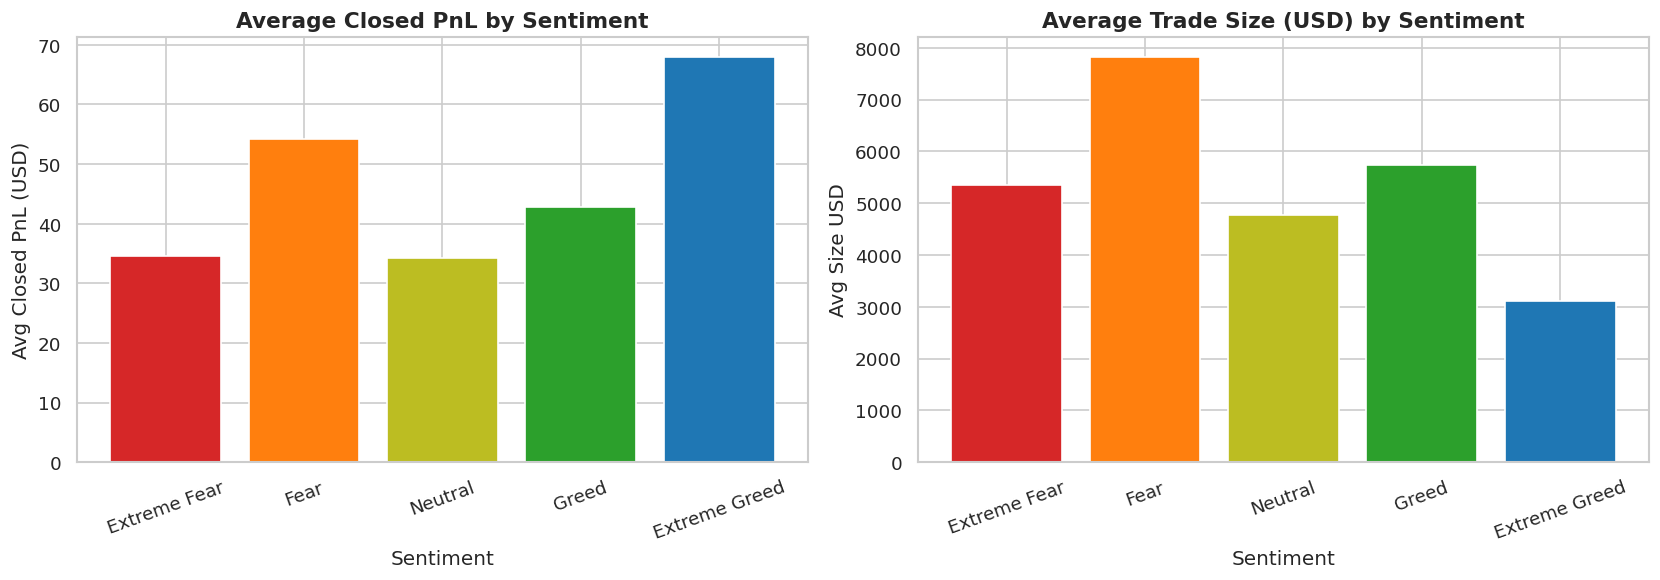 Average Closed PnL by Sentiment
Avg Closed PnL (USD)
70
60
50
40
30
20
10
0
Extreme Fear
Fear
Neutral
Greed
Extreme Greed
Sentiment
Average Trade Size (USD) by Sentiment
Avg Size USD
8000
7000
6000
5000
4000
3000
2000
1000
0
Extreme Fear
Fear
Neutral
Greed
Extreme Greed
Sentiment